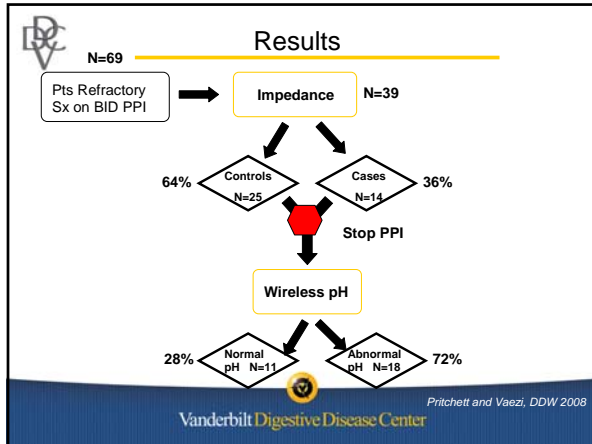 DDCV
Results
N=69
Pts Refractory
Sx on BID PPI
Impedance
N=39
64%
Controls
N=25
Cases
N=14
36%
Stop PPI
Wireless pH
28%
Normal
pH N=11
Abnormal
pH N=18
72%
Pritchett and Vaezi, DDW 2008
Vanderbilt Digestive Disease Center